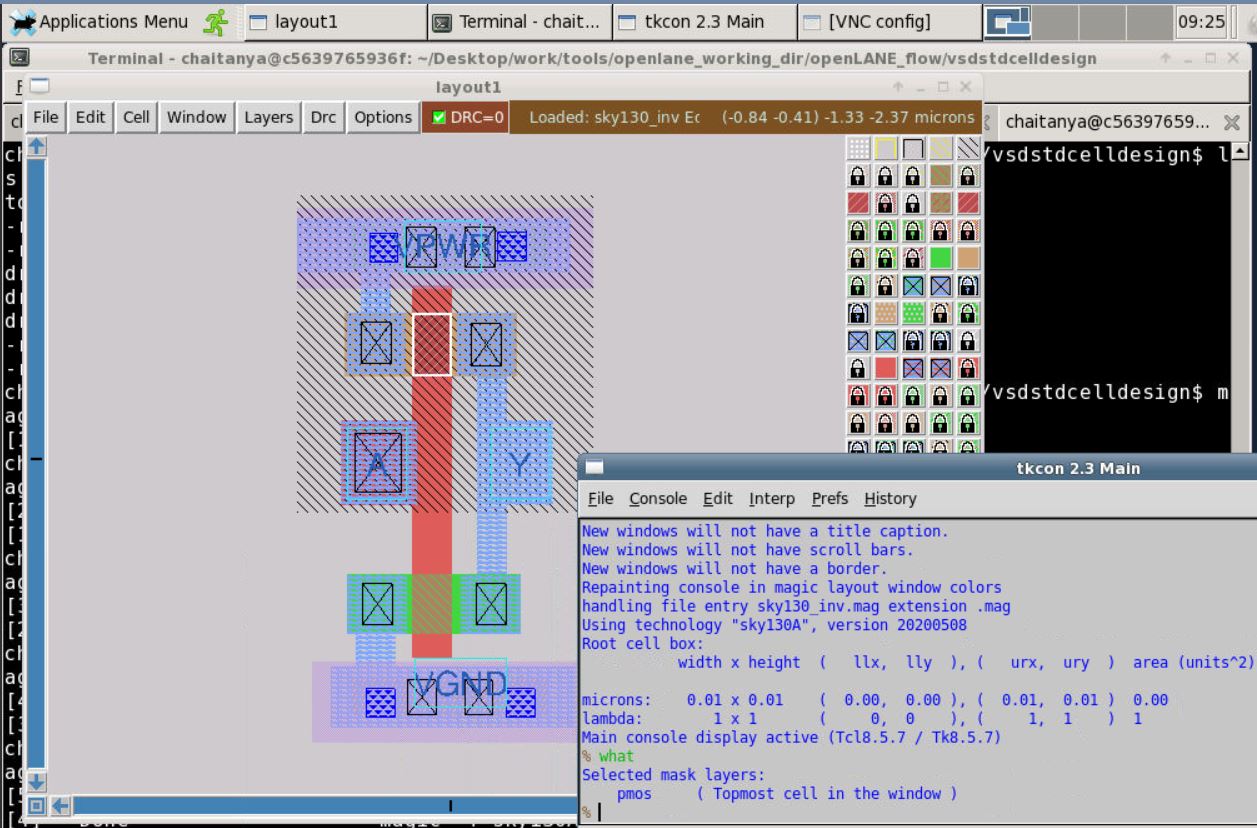 Applications Menu
layout1
Terminal - chait...
tkcon 2.3 Main
[VNC config]
09:25
Terminal - chaitanya@c5639765936f: ~/Desktop/work/tools/openlane_working_dir/openLANE_flow/vsdstdcelldesign
layout1
File Edit Cell Window Layers Drc Options DRC=0 Loaded: sky130_inv Ec (-0.84 -0.41) -1.33 -2.37 microns
chaitanya@c56397659...
/vsdstdcelldesign$ l
VPWR
/vsdstdcelldesign$ m
A
Y
VGND
tkcon 2.3 Main
File Console Edit Interp Prefs History
New windows will not have a title caption.
New windows will not have scroll bars.
New windows will not have a border.
Repainting console in magic layout window colors
handling file entry sky130_inv.mag extension .mag
Using technology "sky130A", version 20200508
Root cell box:
width x height ( llx, lly ), ( urx, ury ) area (units^2)
microns: 0.01 x 0.01 ( 0.00, 0.00 ), ( 0.01, 0.01 ) 0.00
lambda: 1 x 1 ( 0, 0 ), ( 1, 1 ) 1
Main console display active (Tcl8.5.7 / Tk8.5.7)
% what
Selected mask layers:
pmos ( Topmost cell in the window )
%